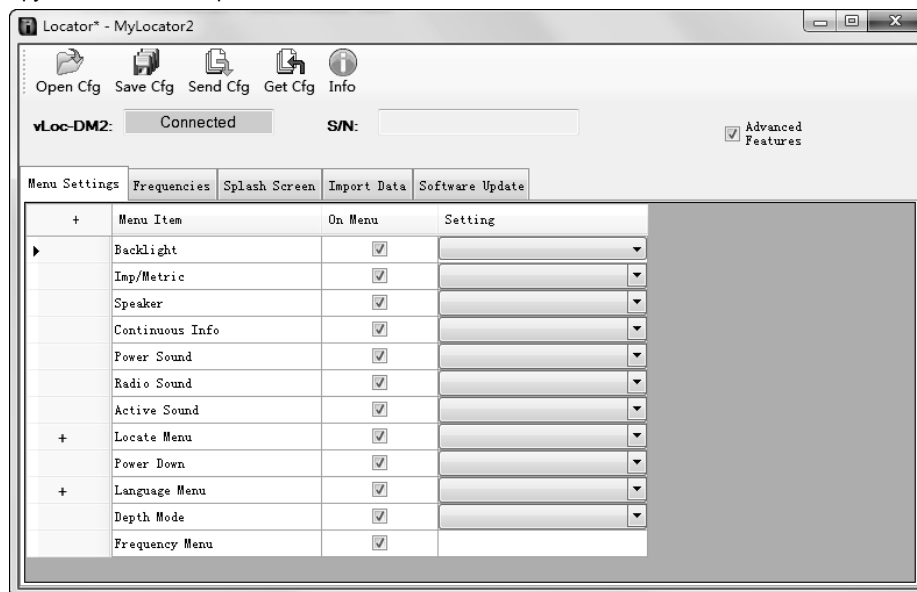 Locator* - MyLocator2
Open Cfg Save Cfg Send Cfg Get Cfg Info
vLoc-DM2: Connected S/N: Advanced Features
Menu Settings Frequencies Splash Screen Import Data Software Update
+ Menu Item On Menu Setting
Backlight
Imp/Metric
Speaker
Continuous Info
Power Sound
Radio Sound
Active Sound
+ Locate Menu
Power Down
+ Language Menu
Depth Mode
Frequency Menu